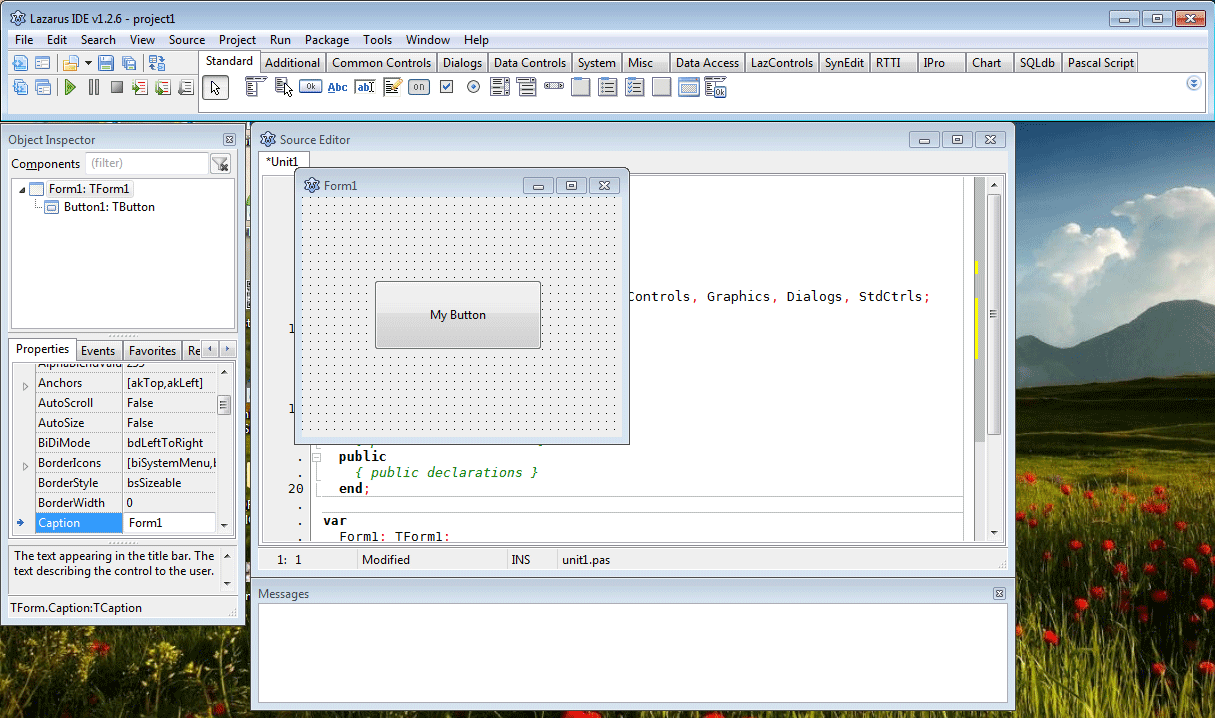 Lazarus IDE v1.2.6 - project1
File Edit Search View Source Project Run Package Tools Window Help
Standard Additional Common Controls Dialogs Data Controls System Misc Data Access LazControls SynEdit RTTI IPro Chart SQLdb Pascal Script
Ok Abc ab on Ok
Object Inspector
Components (filter)
Form1: TForm1
Button1: TButton
Properties Events Favorites Re
Anchors [akTop,akLeft]
AutoScroll False
AutoSize False
BiDiMode bdLeftToRight
BorderIcons [biSystemMenu,
BorderStyle bsSizeable
BorderWidth 0
Caption Form1
The text appearing in the title bar. The
text describing the control to the user.
TForm.Caption:TCaption
Source Editor
*Unit1
Form1
My Button
Controls, Graphics, Dialogs, StdCtrls;
public
{ public declarations }
20 end;
var
Form1: TForm1;
1: 1 Modified INS unit1.pas
Messages